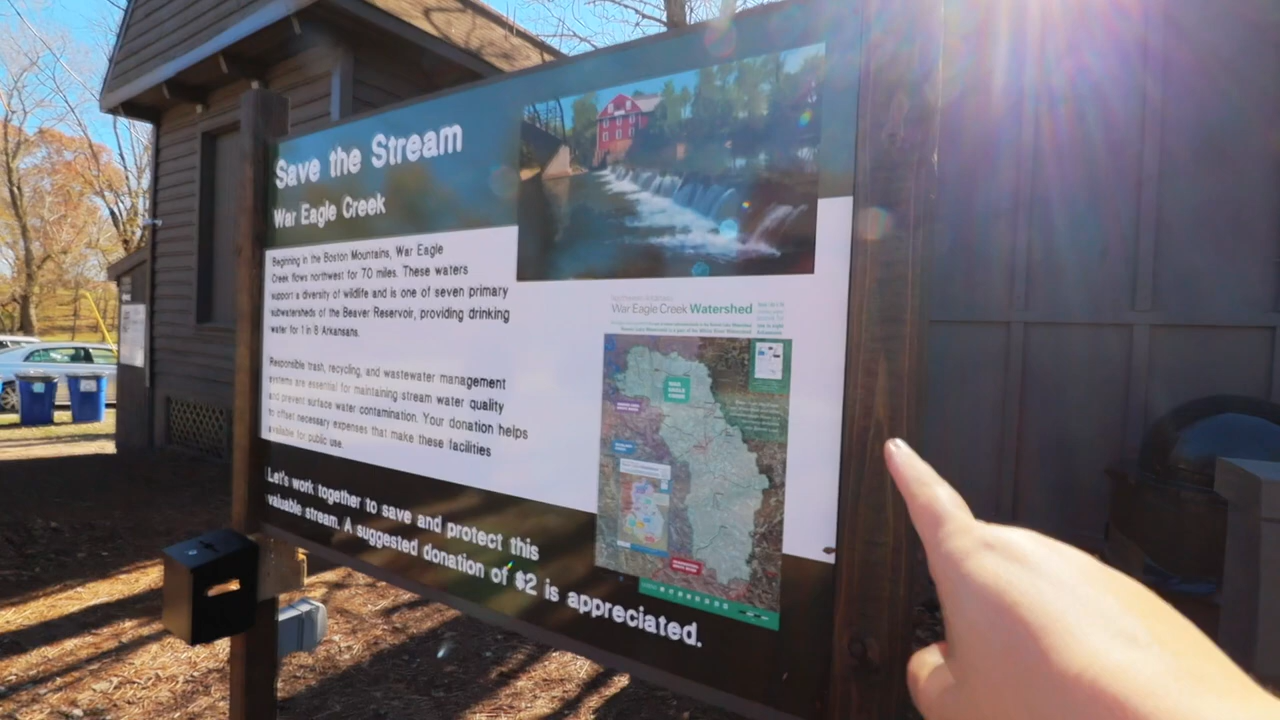 Save the Stream
War Eagle Creek
Beginning in the Boston Mountains, War Eagle
Creek flows northwest for 70 miles. These waters
support a diversity of wildlife and is one of seven primary
subwatersheds of the Beaver Reservoir, providing drinking
water for 1 in 8 Arkansans.
Responsible trash, recycling, and wastewater management
systems are essential for maintaining stream water quality
and prevent surface water contamination. Your donation helps
to offset necessary expenses that make these facilities
available for public use.
Let's work together to save and protect this
valuable stream. A suggested donation of $2 is appreciated.
War Eagle Creek Watershed